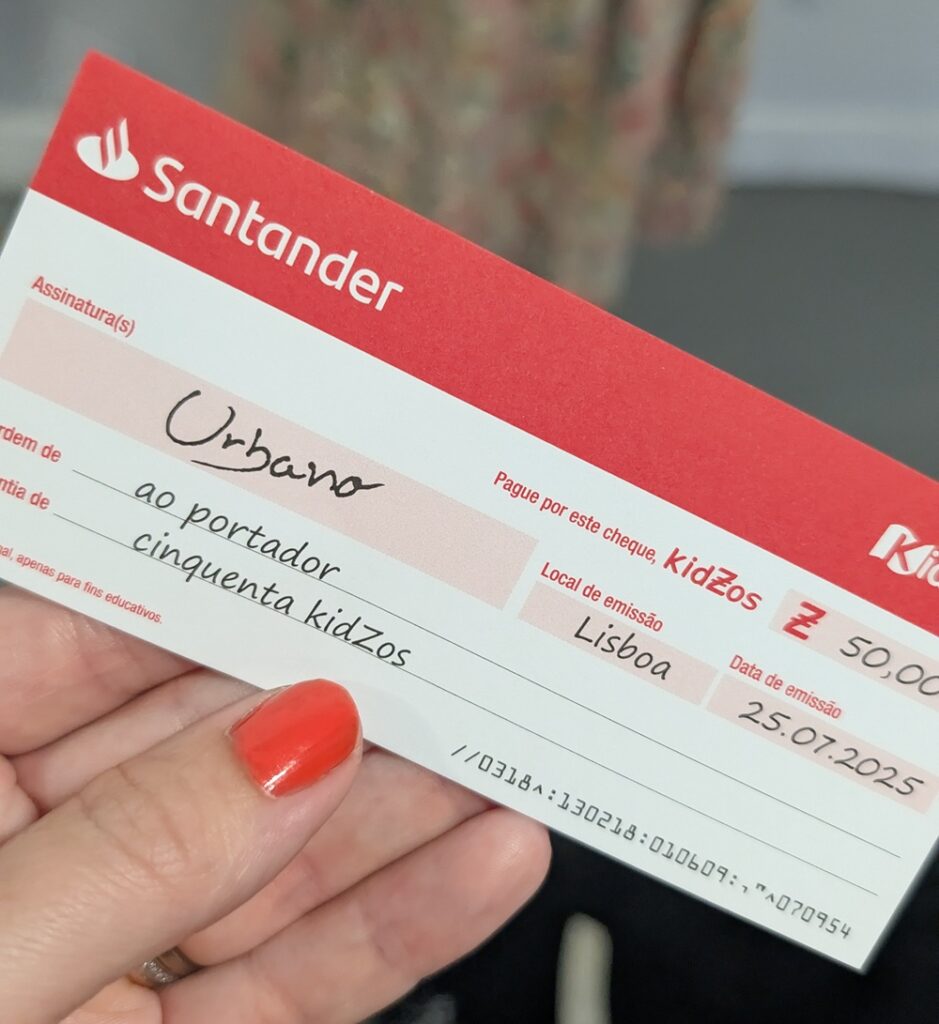 Santander
Kid
Assinatura(s)
Urbano
Pague por este cheque, kidZos Z 50,00
Local de emissão
Lisboa
Data de emissão
25.07.2025
rdem de ao portador
ntia de cinquenta kidZos
nal, apenas para fins educativos.
//0318^:130218:010609:,"^070954